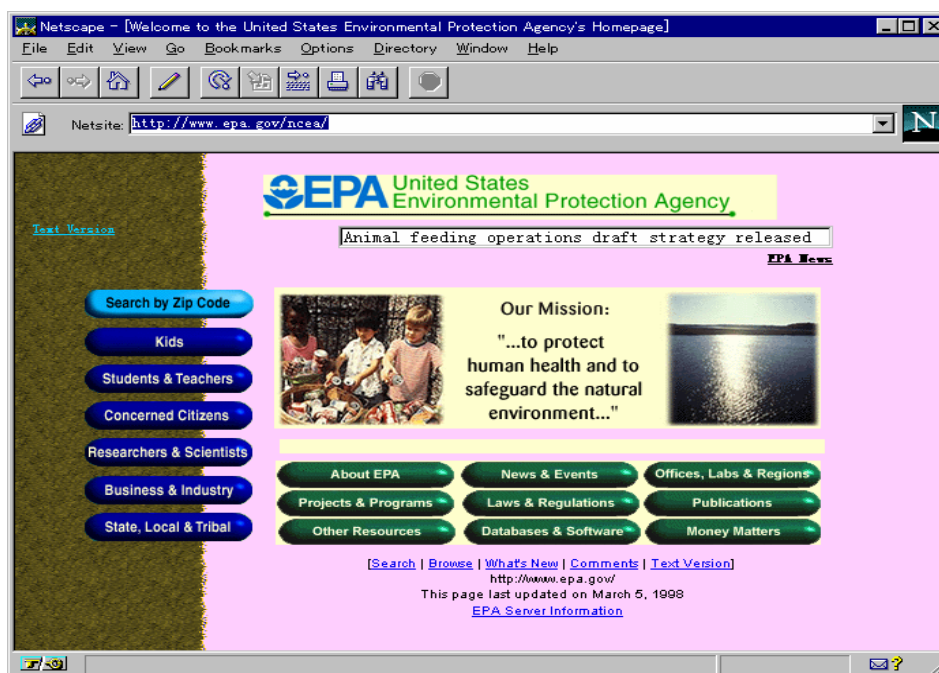 Netscape - [Welcome to the United States Environmental Protection Agency's Homepage]
File Edit View Go Bookmarks Options Directory Window Help
Netsite: http://www.epa.gov/ncea/
N
EPA United States
Environmental Protection Agency
Text Version
Animal feeding operations draft strategy released
EPA News
Search by Zip Code
Kids
Students & Teachers
Concerned Citizens
Researchers & Scientists
Business & Industry
State, Local & Tribal
Our Mission:
"...to protect
human health and to
safeguard the natural
environment..."
About EPA News & Events Offices, Labs & Regions
Projects & Programs Laws & Regulations Publications
Other Resources Databases & Software Money Matters
[Search | Browse | What's New | Comments | Text Version]
http://www.epa.gov/
This page last updated on March 5, 1998
EPA Server Information